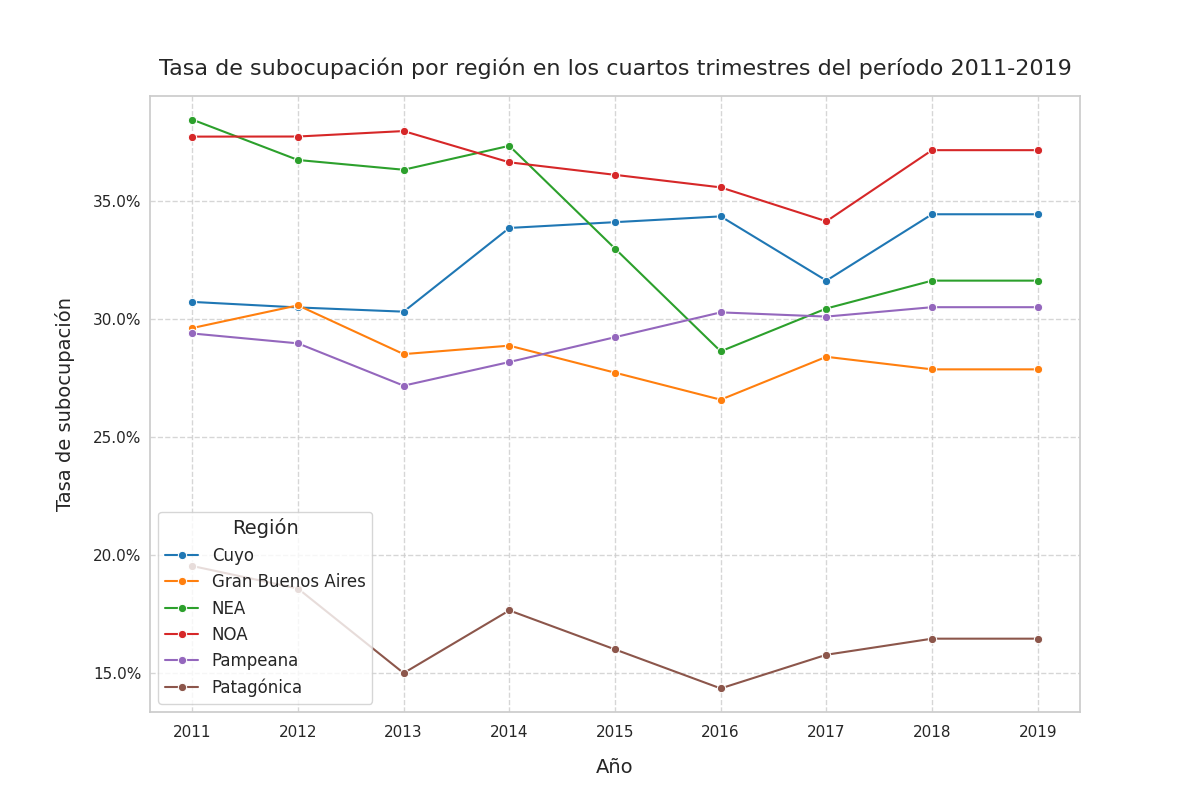 Tasa de subocupación por región en los cuartos trimestres del período 2011-2019
Tasa de subocupación
35.0%
30.0%
25.0%
20.0%
15.0%
Región
Cuyo
Gran Buenos Aires
NEA
NOA
Pampeana
Patagónica
2011 2012 2013 2014 2015 2016 2017 2018 2019
Año